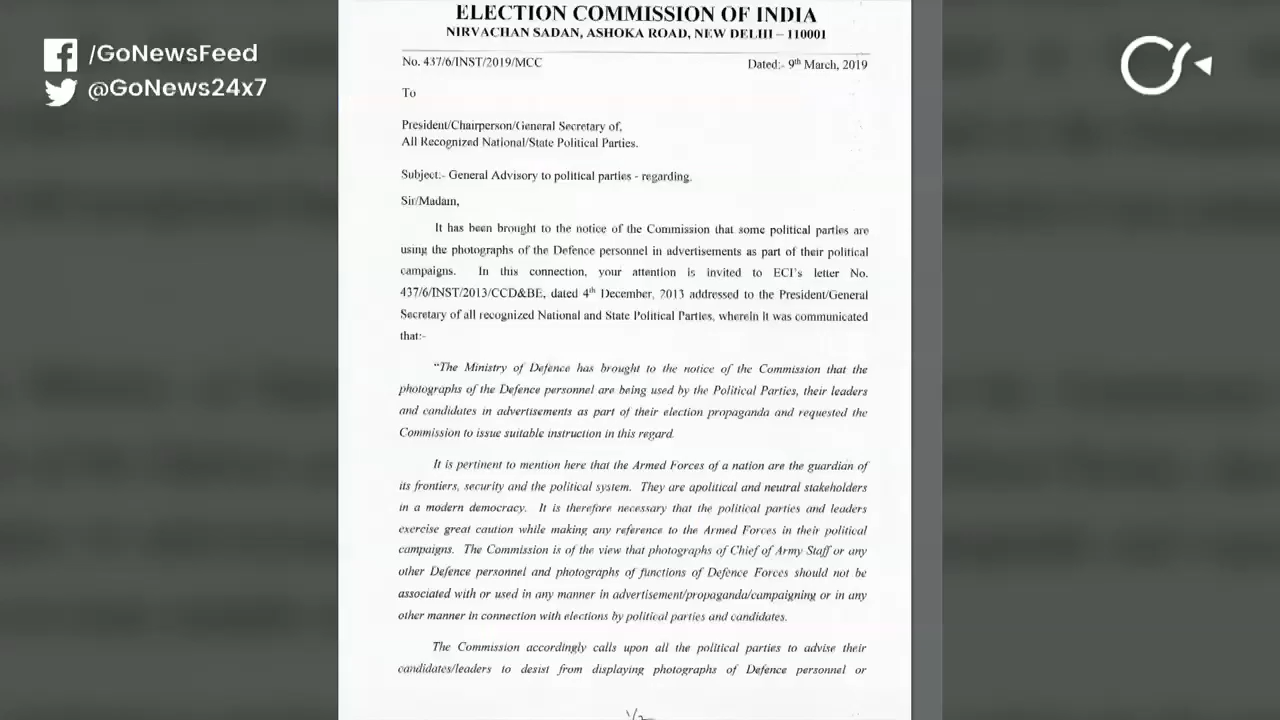 /GoNewsFeed
@GoNews24x7
ELECTION COMMISSION OF INDIA
NIRVACHAN SADAN, ASHOKA ROAD, NEW DELHI – 110001
No. 437/6/INST/2019/MCC Dated:- 9th March, 2019
To
President/Chairperson/General Secretary of,
All Recognized National/State Political Parties.
Subject:- General Advisory to political parties - regarding.
Sir/Madam,
It has been brought to the notice of the Commission that some political parties are
using the photographs of the Defence personnel in advertisements as part of their political
campaigns. In this connection, your attention is invited to ECI's letter No.
437/6/INST/2013/CCD&BE, dated 4th December, 2013 addressed to the President/General
Secretary of all recognized National and State Political Parties, wherein it was communicated
that:-
"The Ministry of Defence has brought to the notice of the Commission that the
photographs of the Defence personnel are being used by the Political Parties, their leaders
and candidates in advertisements as part of their election propaganda and requested the
Commission to issue suitable instruction in this regard.
It is pertinent to mention here that the Armed Forces of a nation are the guardian of
its frontiers, security and the political system. They are apolitical and neutral stakeholders
in a modern democracy. It is therefore necessary that the political parties and leaders
exercise great caution while making any reference to the Armed Forces in their political
campaigns. The Commission is of the view that photographs of Chief of Army Staff or any
other Defence personnel and photographs of functions of Defence Forces should not be
associated with or used in any manner in advertisement/propaganda/campaigning or in any
other manner in connection with elections by political parties and candidates.
The Commission accordingly calls upon all the political parties to advise their
candidates/leaders to desist from displaying photographs of Defence personnel or